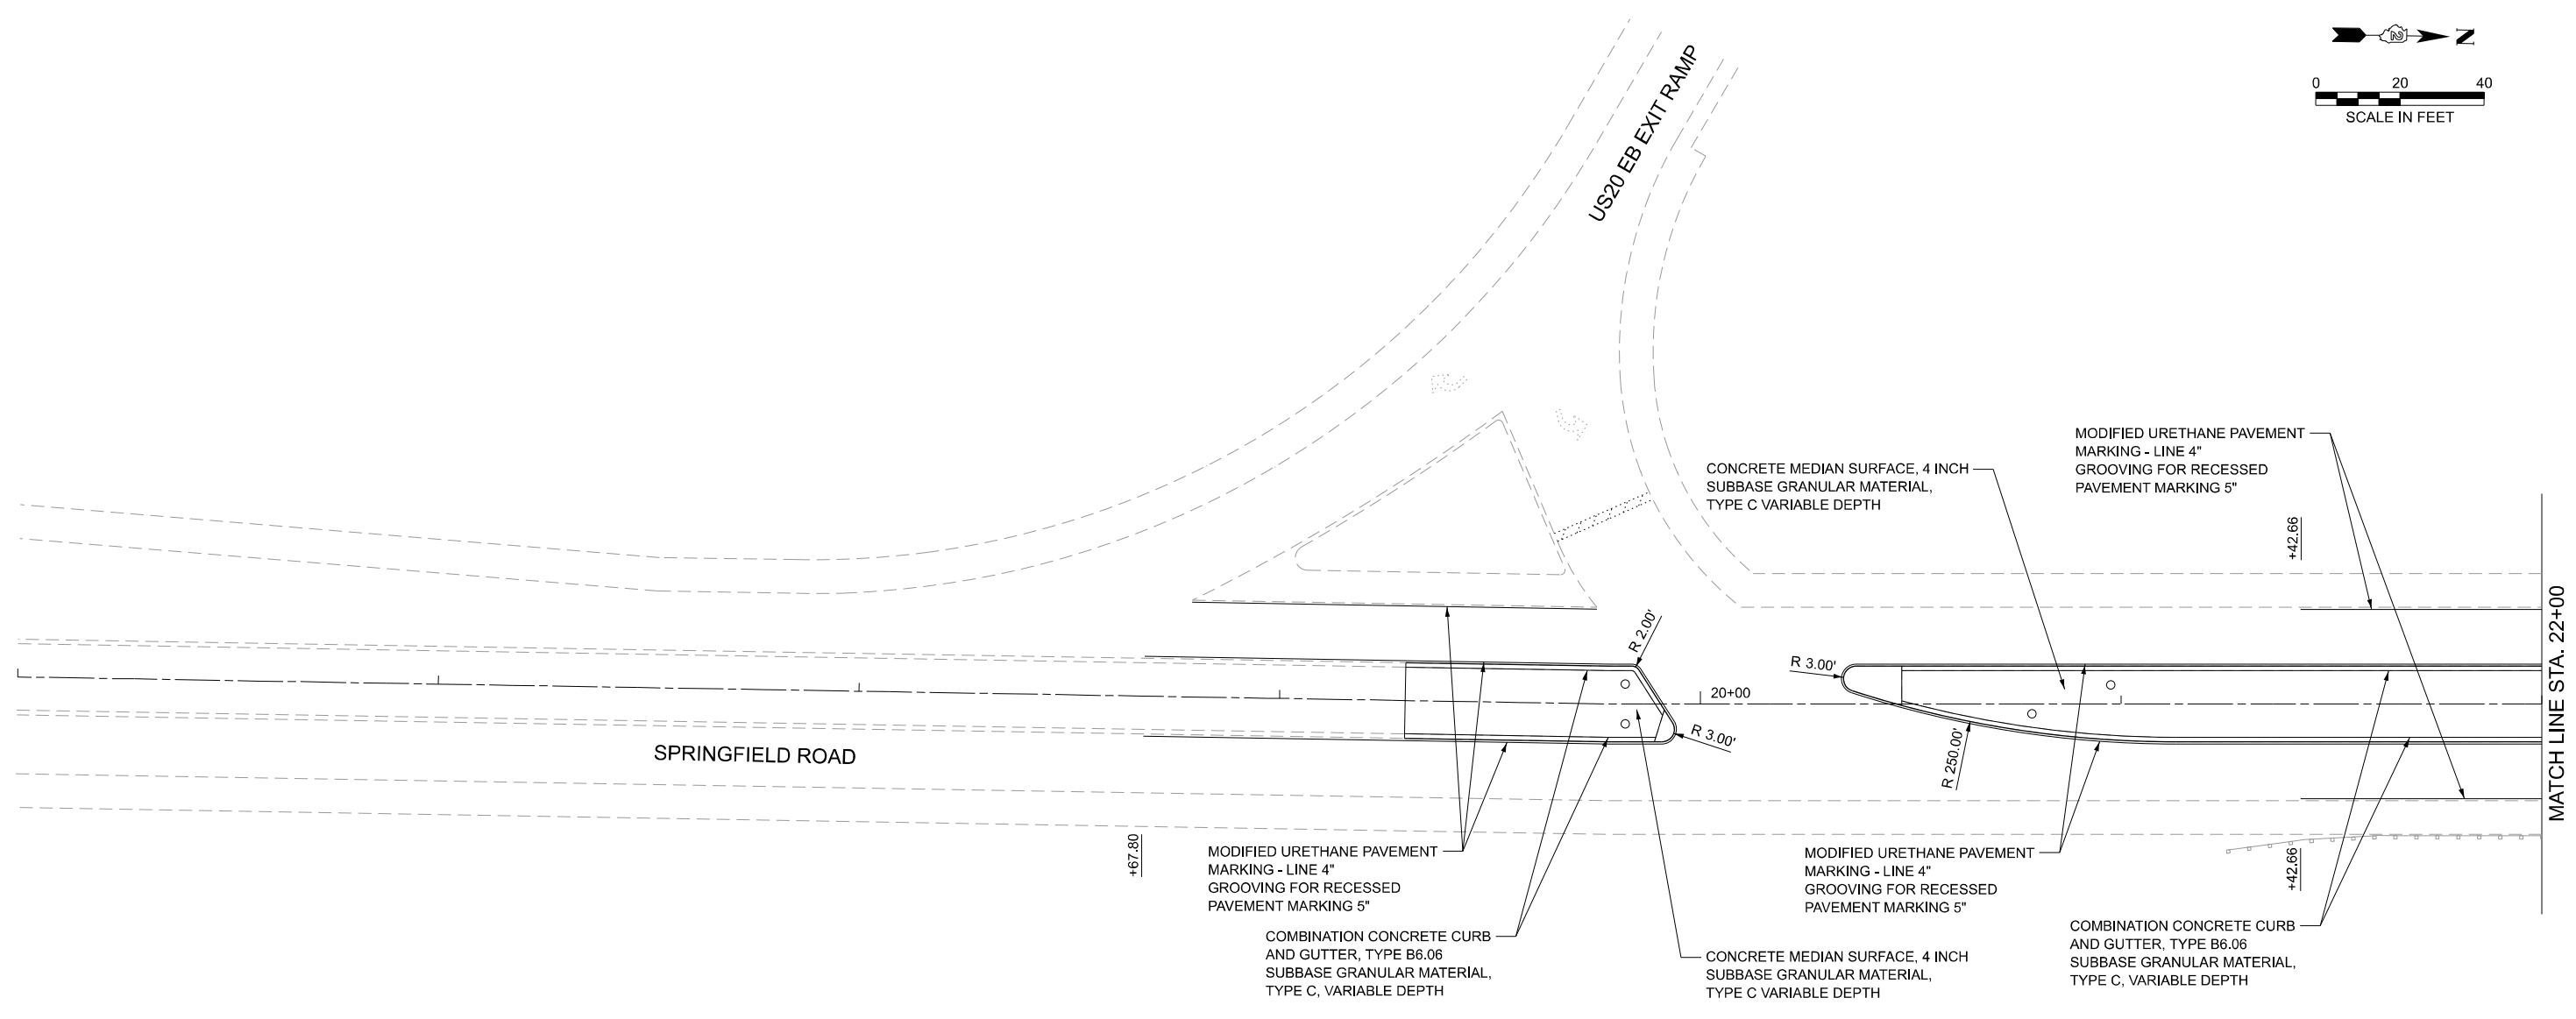 US20 EB EXIT RAMP
N
0 20 40
SCALE IN FEET
MODIFIED URETHANE PAVEMENT
MARKING - LINE 4"
GROOVING FOR RECESSED
PAVEMENT MARKING 5"
CONCRETE MEDIAN SURFACE, 4 INCH
SUBBASE GRANULAR MATERIAL,
TYPE C VARIABLE DEPTH
+42.66
MATCH LINE STA. 22+00
R 2.00'
R 3.00'
20+00
R 3.00'
R 250.00'
SPRINGFIELD ROAD
+67.80
MODIFIED URETHANE PAVEMENT
MARKING - LINE 4"
GROOVING FOR RECESSED
PAVEMENT MARKING 5"
COMBINATION CONCRETE CURB
AND GUTTER, TYPE B6.06
SUBBASE GRANULAR MATERIAL,
TYPE C, VARIABLE DEPTH
CONCRETE MEDIAN SURFACE, 4 INCH
SUBBASE GRANULAR MATERIAL,
TYPE C VARIABLE DEPTH
MODIFIED URETHANE PAVEMENT
MARKING - LINE 4"
GROOVING FOR RECESSED
PAVEMENT MARKING 5"
+42.66
COMBINATION CONCRETE CURB
AND GUTTER, TYPE B6.06
SUBBASE GRANULAR MATERIAL,
TYPE C, VARIABLE DEPTH